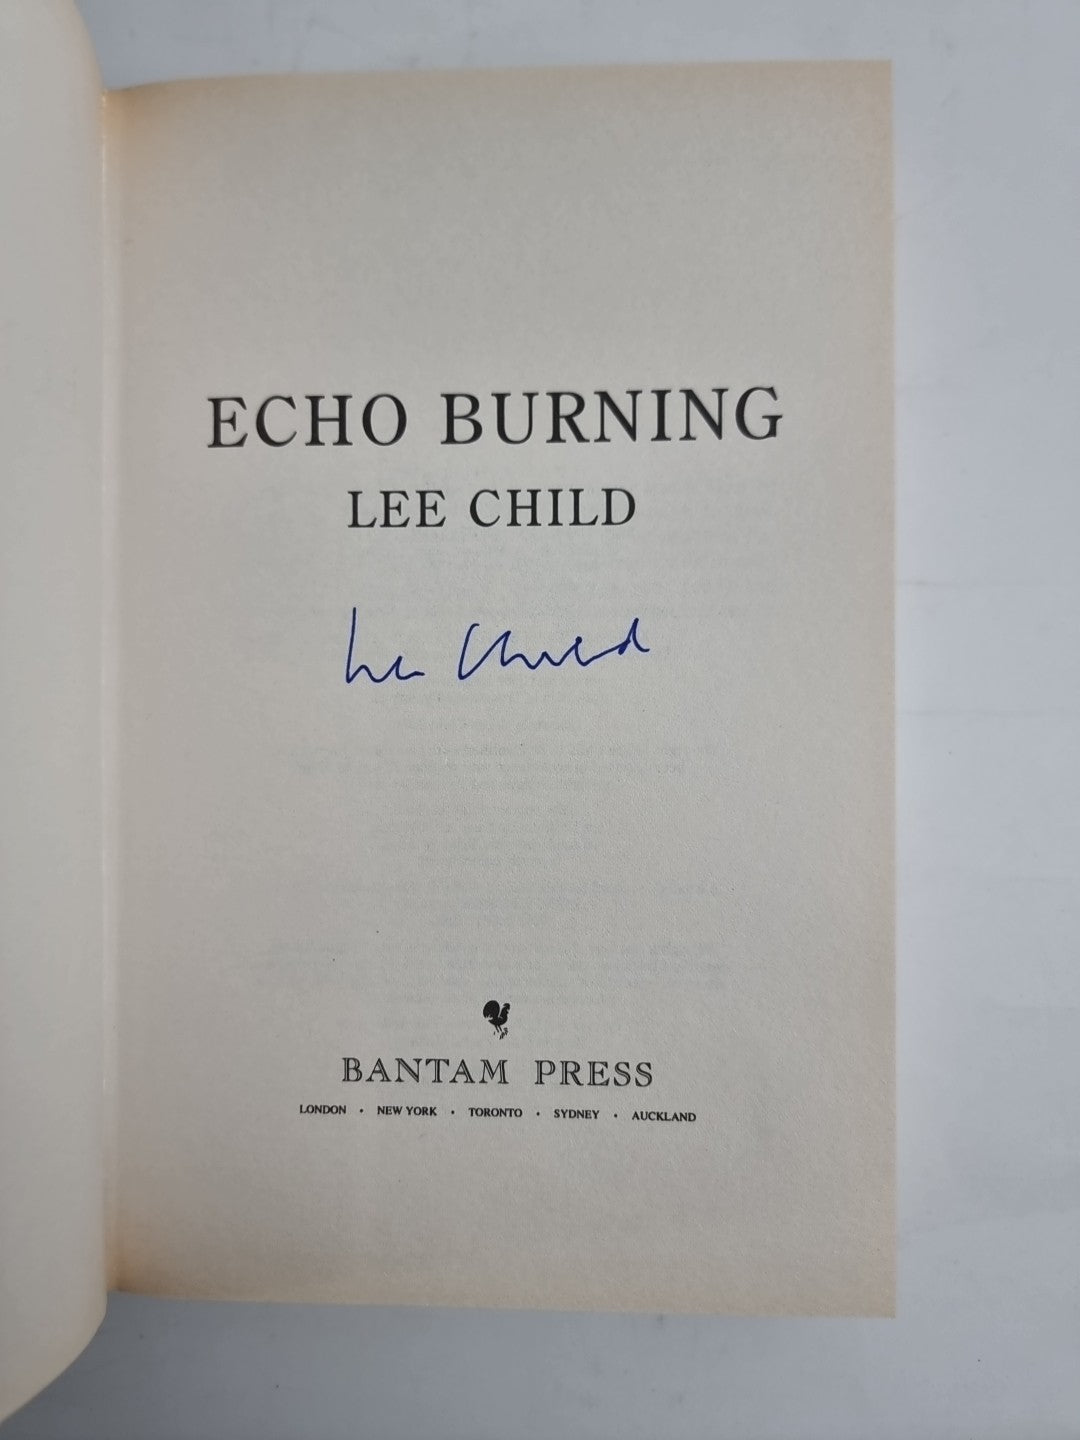 ECHO BURNING
LEE CHILD
Lee Child
BANTAM PRESS
LONDON • NEW YORK • TORONTO • SYDNEY • AUCKLAND